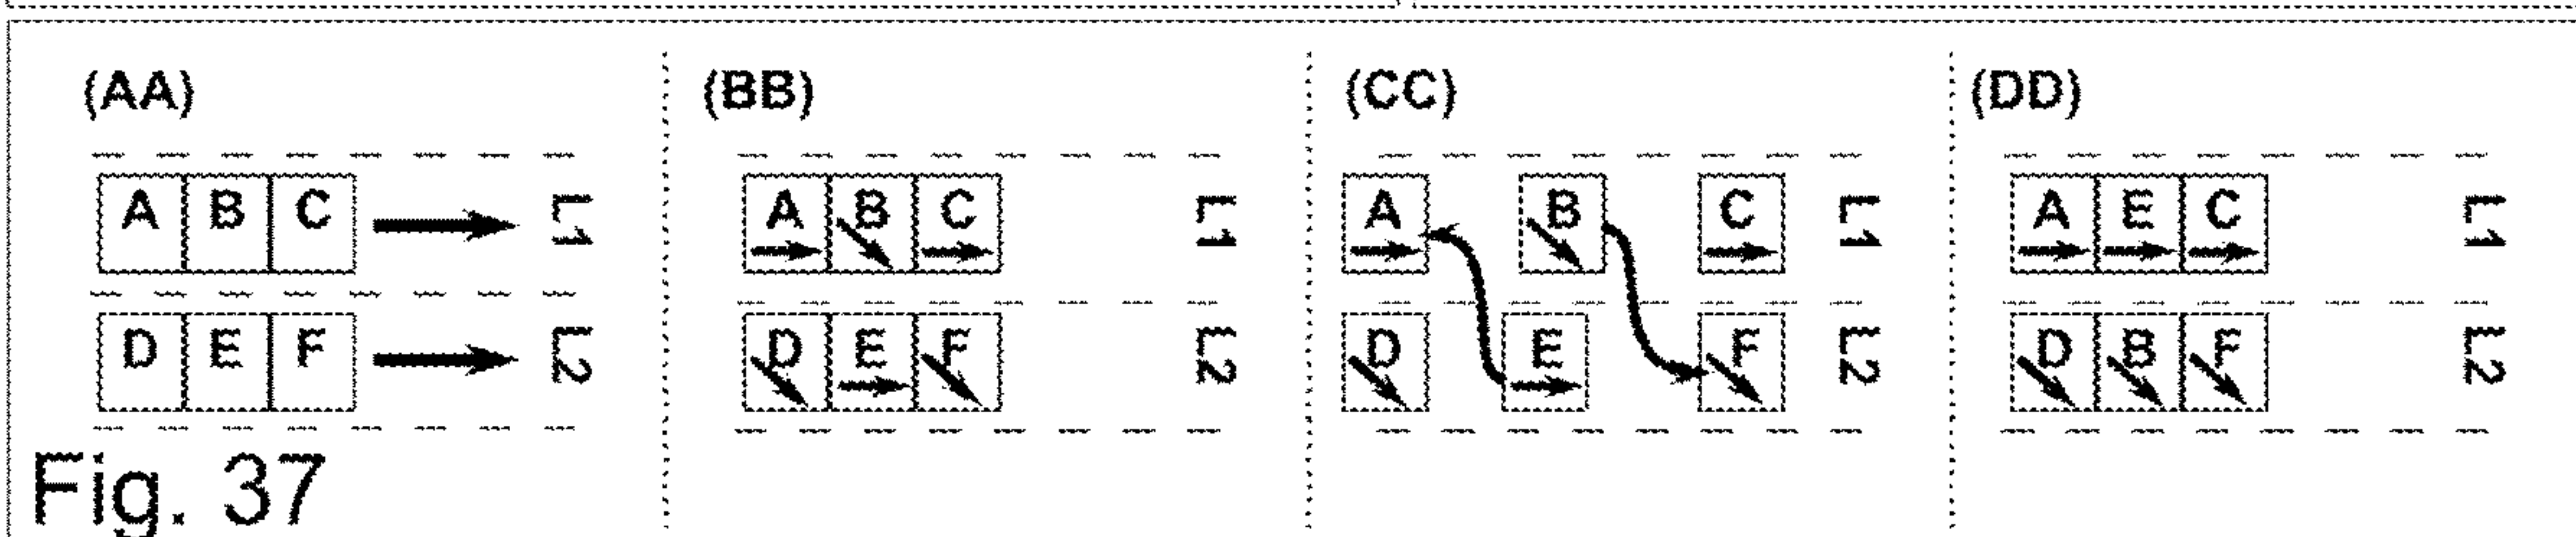 (AA) (BB) (CC) (DD)
A B C L1 A B C L1 A B C L1 A E C L1
D E F L2 D E F L2 D E F L2 D B F L2
Fig. 37